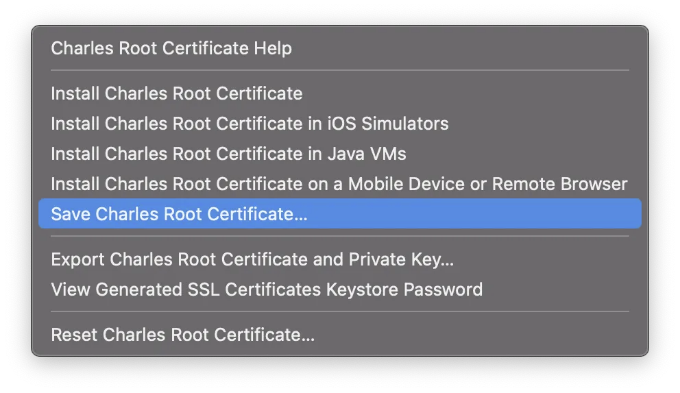 Charles Root Certificate Help
Install Charles Root Certificate
Install Charles Root Certificate in iOS Simulators
Install Charles Root Certificate in Java VMs
Install Charles Root Certificate on a Mobile Device or Remote Browser
Save Charles Root Certificate...
Export Charles Root Certificate and Private Key...
View Generated SSL Certificates Keystore Password
Reset Charles Root Certificate...